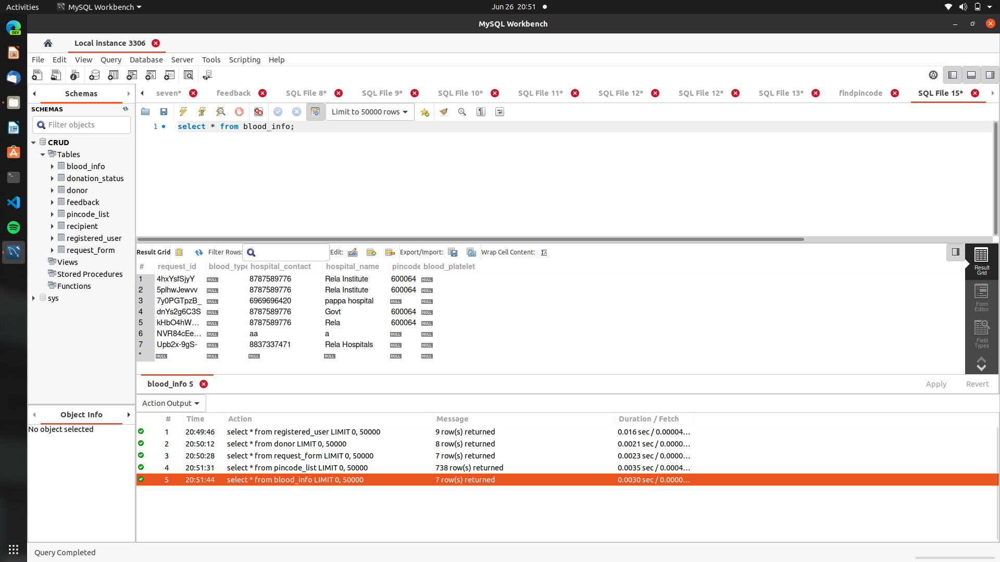 Activities MySQL Workbench Jun 26 20:51
DEV
MySQL Workbench
Local instance 3306
File Edit View Query Database Server Tools Scripting Help
Schemas
seven* feedback SQL File 8* SQL File 9* SQL File 10* SQL File 11* SQL File 12* SQL File 12* SQL File 13* findpincode SQL File 15*
SCHEMAS
Limit to 50000 rows
Filter objects
1 select * from blood_info;
CRUD
Tables
blood_info
donation_status
donor
feedback
pincode_list
recipient
registered_user
request_form
Views
Stored Procedures
Functions
sys
Result Grid Filter Rows: Edit: Export/Import: Wrap Cell Content:
# request_id blood_type hospital_contact hospital_name pincode blood_platelet
1 4hxYsfSjyY NULL 8787589776 Rela Institute 600064 NULL
2 5plhwJewvv NULL 8787589776 Rela Institute 600064 NULL
3 7y0PGTpzB_ NULL 6969696420 pappa hospital NULL NULL
4 dnYs2g6C3S NULL 8787589776 Govt 600064 NULL
5 kHbO4hW... NULL 8787589776 Rela 600064 NULL
6 NVR84cEe... NULL aa a NULL NULL
7 Upb2x-9gS- NULL 8837337471 Rela Hospitals NULL NULL
* NULL NULL NULL NULL NULL NULL
Result
Grid
Form
Editor
Field
Types
blood_info 5 Apply Revert
Action Output
Object Info
No object selected
# Time Action Message Duration / Fetch
1 20:49:46 select * from registered_user LIMIT 0, 50000 9 row(s) returned 0.016 sec / 0.00004...
2 20:50:12 select * from donor LIMIT 0, 50000 8 row(s) returned 0.0021 sec / 0.0000...
3 20:50:28 select * from request_form LIMIT 0, 50000 7 row(s) returned 0.0023 sec / 0.0000...
4 20:51:31 select * from pincode_list LIMIT 0, 50000 738 row(s) returned 0.0035 sec / 0.0004...
5 20:51:44 select * from blood_info LIMIT 0, 50000 7 row(s) returned 0.0030 sec / 0.0000...
Query Completed